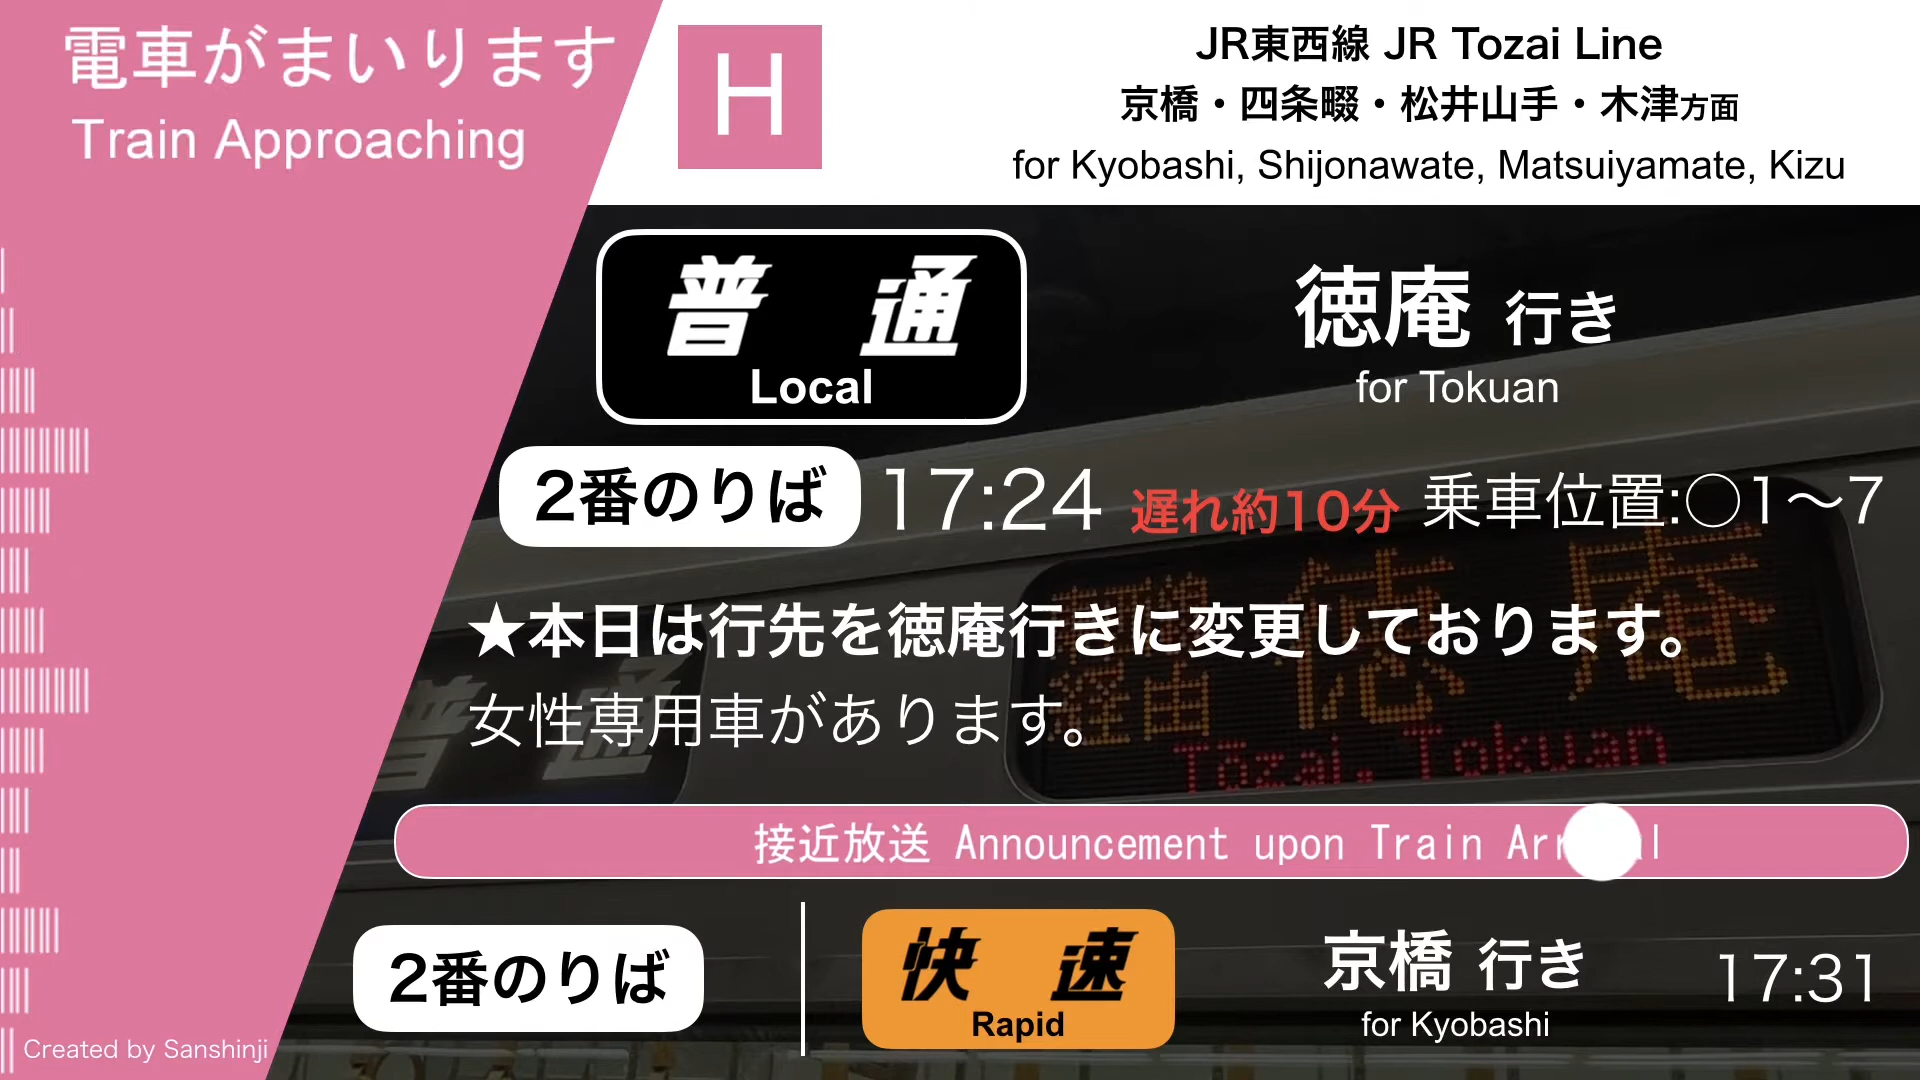 電車がまいります
Train Approaching
H
JR東西線 JR Tozai Line
京橋・四条畷・松井山手・木津方面
for Kyobashi, Shijonawate, Matsuiyamate, Kizu
普通
Local
徳庵 行き
for Tokuan
2番のりば 17:24 遅れ約10分 乗車位置:○1～7
★本日は行先を徳庵行きに変更しております。
女性専用車があります。
普通
徳庵
経由
Tozai. Tokuan
接近放送 Announcement upon Train
2番のりば
快速
Rapid
京橋 行き
for Kyobashi
17:31
Created by Sanshinji